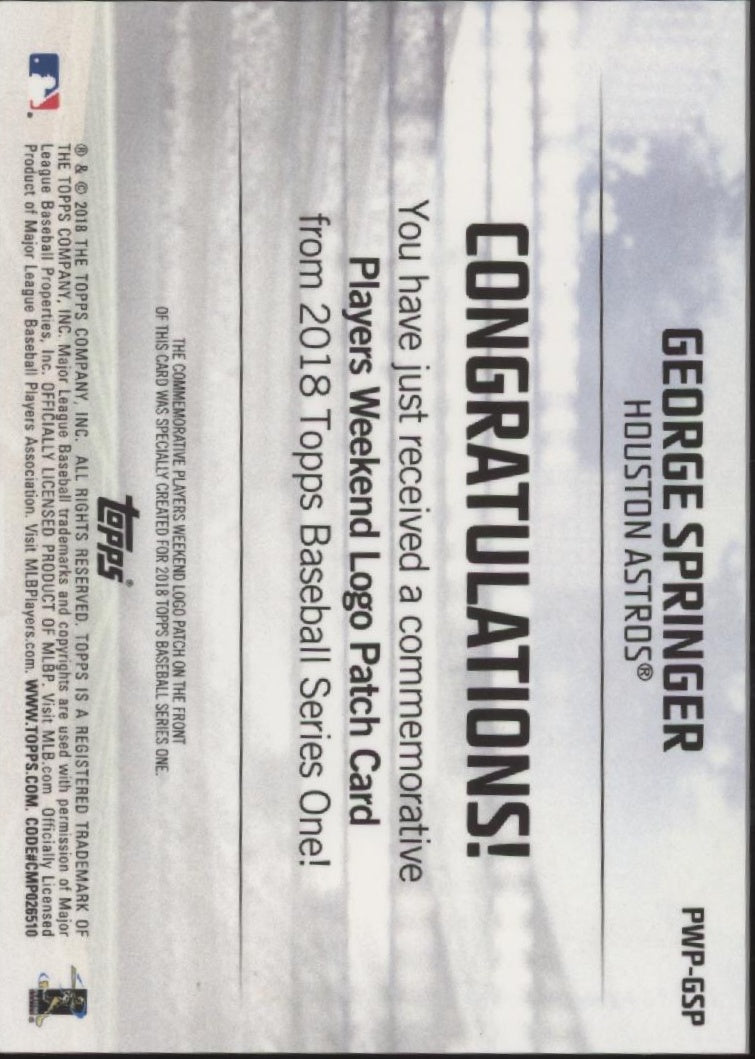 PWP-GSP
GEORGE SPRINGER
HOUSTON ASTROS®
CONGRATULATIONS!
You have just received a commemorative
Players Weekend Logo Patch Card
from 2018 Topps Baseball Series One!
THE COMMEMORATIVE PLAYERS WEEKEND LOGO PATCH ON THE FRONT
OF THIS CARD WAS SPECIALLY CREATED FOR 2018 TOPPS BASEBALL SERIES ONE.
topps®
® & © 2018 THE TOPPS COMPANY, INC. ALL RIGHTS RESERVED. TOPPS IS A REGISTERED TRADEMARK OF
THE TOPPS COMPANY, INC. Major League Baseball trademarks and copyrights are used with permission of Major
League Baseball Properties, Inc. OFFICIALLY LICENSED PRODUCT OF MLBP. Visit MLB.com Officially Licensed
Product of Major League Baseball Players Association. Visit MLBPlayers.com. WWW.TOPPS.COM. CODE#CMP026510